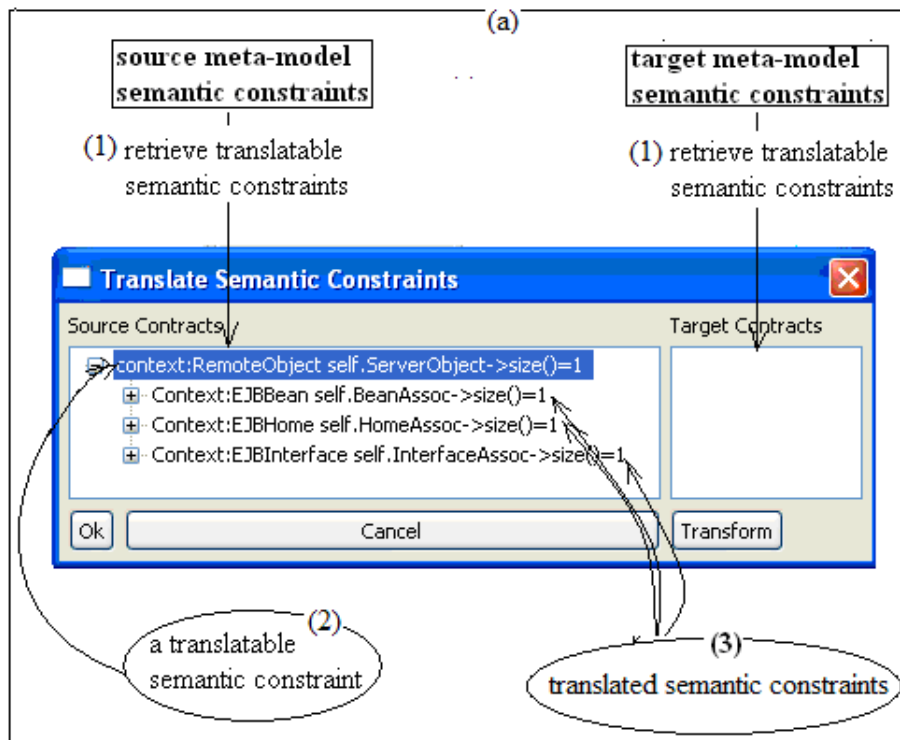 (a)
source meta-model
semantic constraints
target meta-model
semantic constraints
(1) retrieve translatable
semantic constraints
(1) retrieve translatable
semantic constraints
Translate Semantic Constraints
Source Contracts
Target Contracts
context:RemoteObject self.ServerObject->size()=1
Context:EJBBean self.BeanAssoc->size()=1
Context:EJBHome self.HomeAssoc->size()=1
Context:EJBInterface self.InterfaceAssoc->size()=1
Ok
Cancel
Transform
(2)
a translatable
semantic constraint
(3)
translated semantic constraints